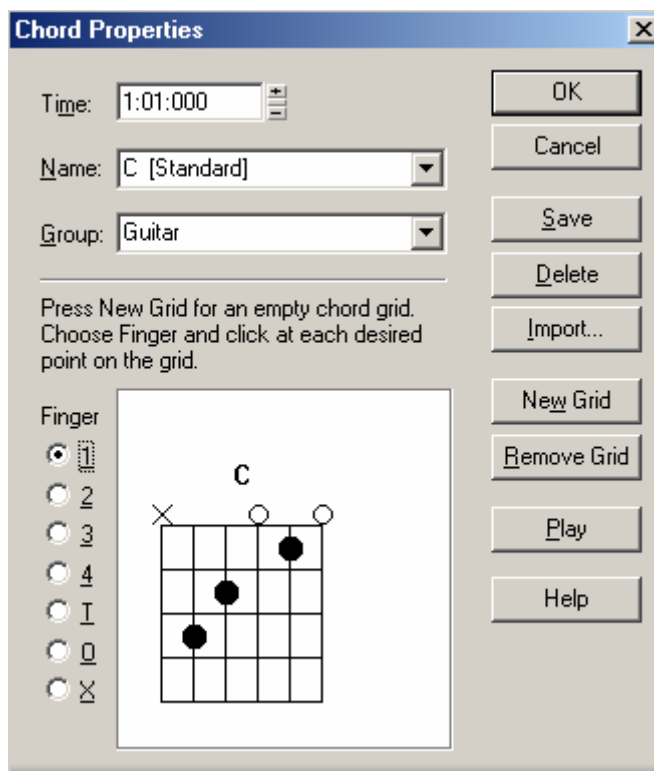 Chord Properties
Time: 1:01:000
OK
Cancel
Name: C [Standard]
Group: Guitar
Save
Delete
Import...
Press New Grid for an empty chord grid.
Choose Finger and click at each desired
point on the grid.
New Grid
Remove Grid
Play
Help
Finger
1
2
3
4
T
O
X
C